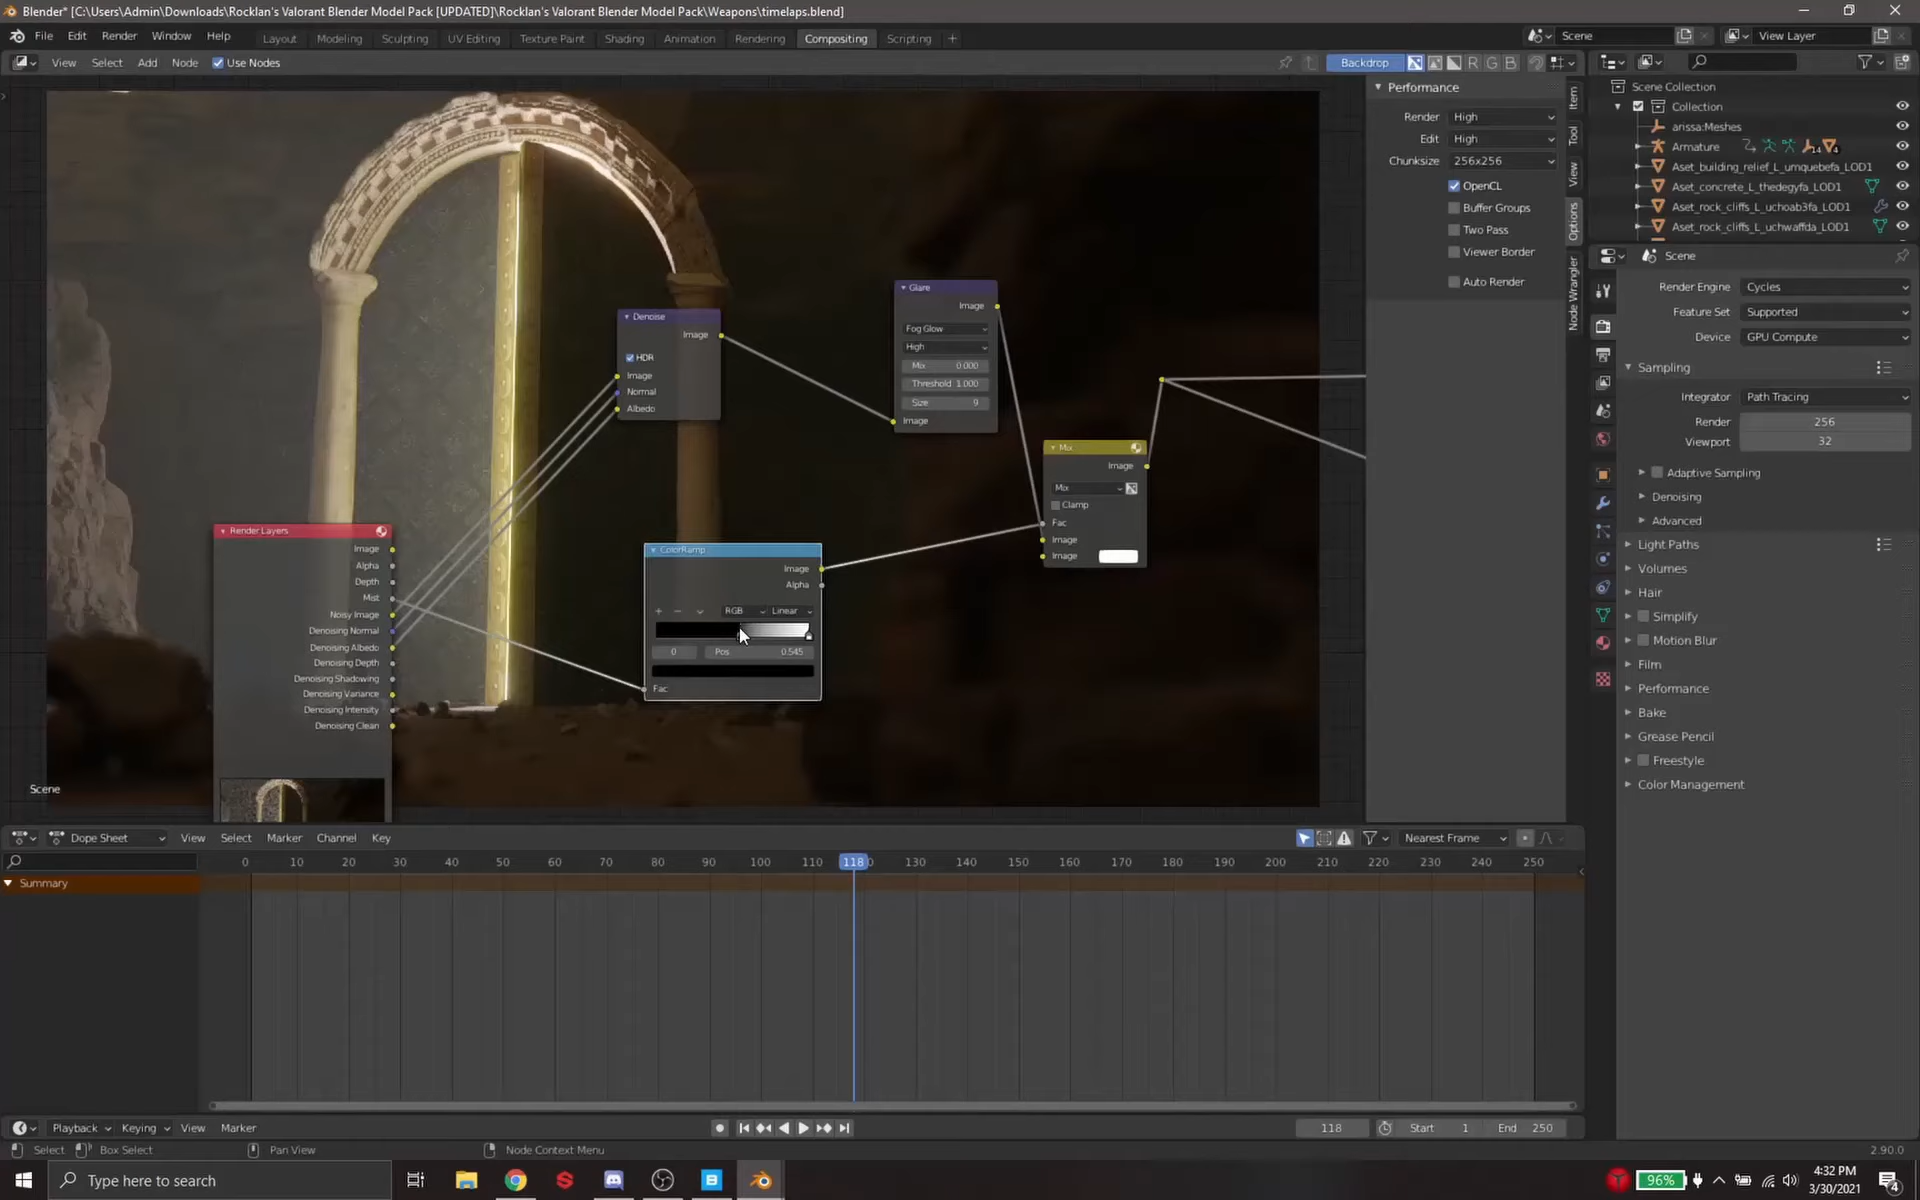 Blender* [C:\Users\Admin\Downloads\Rocklan's Valorant Blender Model Pack [UPDATED]\Rocklan's Valorant Blender Model Pack\Weapons\timelaps.blend]
File Edit Render Window Help Layout Modeling Sculpting UV Editing Texture Paint Shading Animation Rendering Compositing Scripting + Scene View Layer
View Select Add Node Use Nodes Backdrop R G B
Performance
Render High
Edit High
Chunksize 256x256
OpenCL
Buffer Groups
Two Pass
Viewer Border
Auto Render
Item
Tool
View
Options
Node Wrangler
Scene Collection
Collection
arissa:Meshes
Armature 14 4
Aset_building_relief_L_umquebefa_LOD1
Aset_concrete_L_thedegyfa_LOD1
Aset_rock_cliffs_L_uchoab3fa_LOD1
Aset_rock_cliffs_L_uchwaffda_LOD1
Scene
Render Engine Cycles
Feature Set Supported
Device GPU Compute
Sampling
Integrator Path Tracing
Render 256
Viewport 32
Adaptive Sampling
Denoising
Advanced
Light Paths
Volumes
Hair
Simplify
Motion Blur
Film
Performance
Bake
Grease Pencil
Freestyle
Color Management
Denoise
Image
HDR
Image
Normal
Albedo
Glare
Image
Fog Glow
High
Mix 0.000
Threshold 1.000
Size 9
Image
Mix
Image
Mix
Clamp
Fac
Image
Image
Render Layers
Image
Alpha
Depth
Mist
Noisy Image
Denoising Normal
Denoising Albedo
Denoising Depth
Denoising Shadowing
Denoising Variance
Denoising Intensity
Denoising Clean
ColorRamp
Image
Alpha
RGB Linear
0 Pos 0.545
Fac
Scene
Dope Sheet View Select Marker Channel Key Nearest Frame
0 10 20 30 40 50 60 70 80 90 100 110 118 130 140 150 160 170 180 190 200 210 220 230 240 250
Summary
Playback Keying View Marker 118 Start 1 End 250
Select Box Select Pan View Node Context Menu 2.90.0
Type here to search 96% 4:32 PM
3/30/2021 4